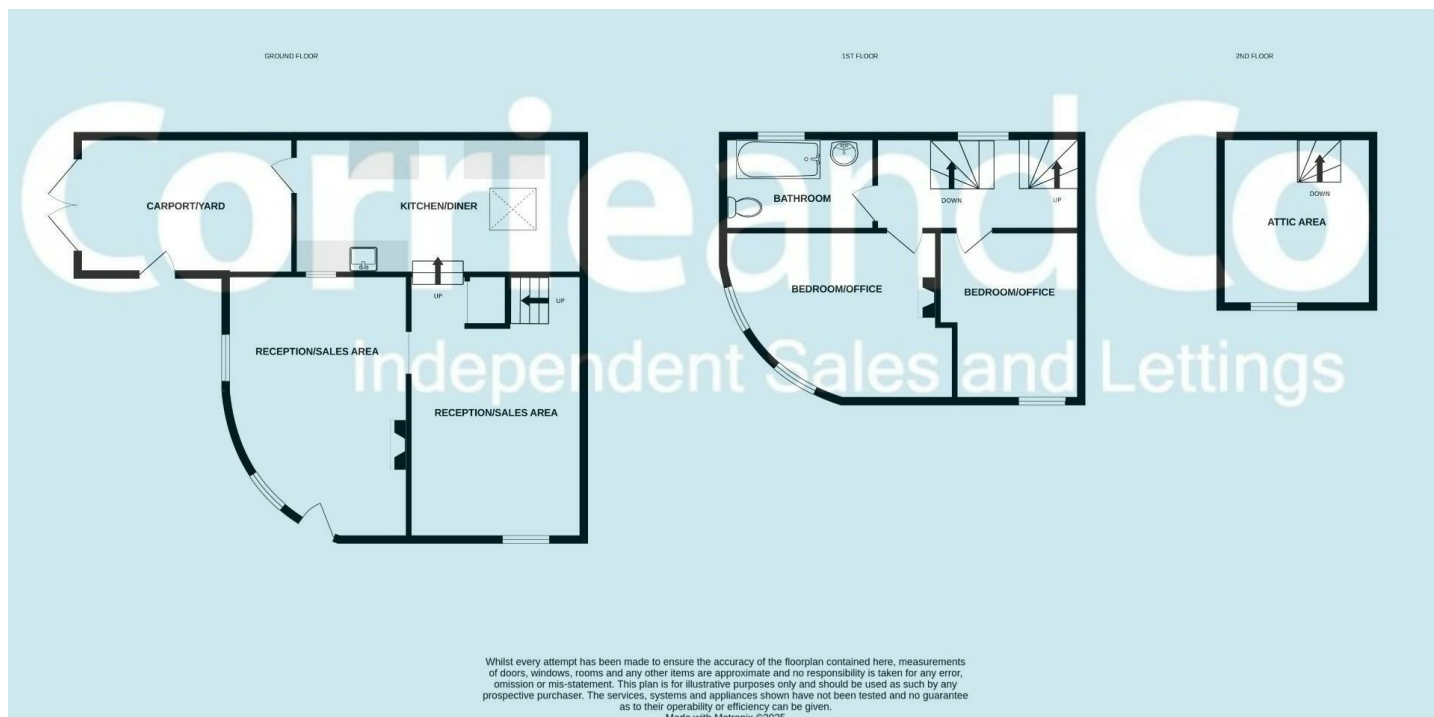 GROUND FLOOR
1ST FLOOR
2ND FLOOR
CorrieandCo
Independent Sales and Lettings
CARPORT/YARD
KITCHEN/DINER
UP
UP
RECEPTION/SALES AREA
RECEPTION/SALES AREA
BATHROOM
DOWN
UP
BEDROOM/OFFICE
BEDROOM/OFFICE
DOWN
ATTIC AREA
Whilst every attempt has been made to ensure the accuracy of the floorplan contained here, measurements
of doors, windows, rooms and any other items are approximate and no responsibility is taken for any error,
omission or mis-statement. This plan is for illustrative purposes only and should be used as such by any
prospective purchaser. The services, systems and appliances shown have not been tested and no guarantee
as to their operability or efficiency can be given.
Made with Metropix ©2025